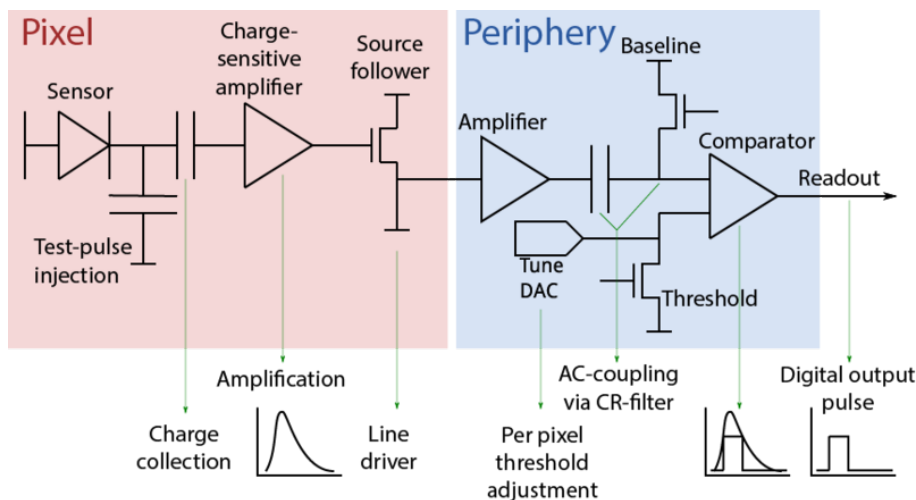 Pixel
Periphery
Charge-
sensitive
amplifier
Source
follower
Baseline
Sensor
Amplifier
Comparator
Readout
Test-pulse
injection
Tune
DAC
Threshold
Amplification
AC-coupling
via CR-filter
Digital output
pulse
Charge
collection
Line
driver
Per pixel
threshold
adjustment